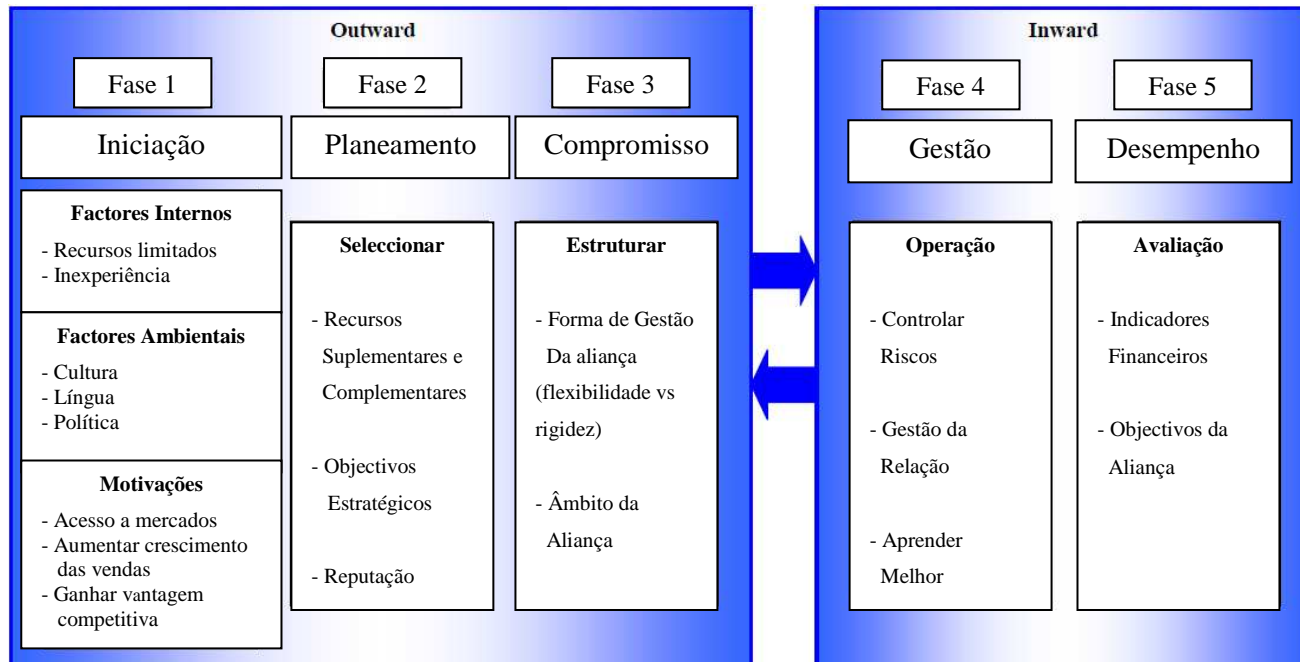 Outward
Fase 1
Iniciação
Factores Internos
- Recursos limitados
- Inexperiência
Factores Ambientais
- Cultura
- Língua
- Política
Motivações
- Acesso a mercados
- Aumentar crescimento
das vendas
- Ganhar vantagem
competitiva
Fase 2
Planeamento
Seleccionar
- Recursos
Suplementares e
Complementares
- Objectivos
Estratégicos
- Reputação
Fase 3
Compromisso
Estruturar
- Forma de Gestão
Da aliança
(flexibilidade vs
rigidez)
- Âmbito da
Aliança
Inward
Fase 4
Gestão
Operação
- Controlar
Riscos
- Gestão da
Relação
- Aprender
Melhor
Fase 5
Desempenho
Avaliação
- Indicadores
Financeiros
- Objectivos da
Aliança